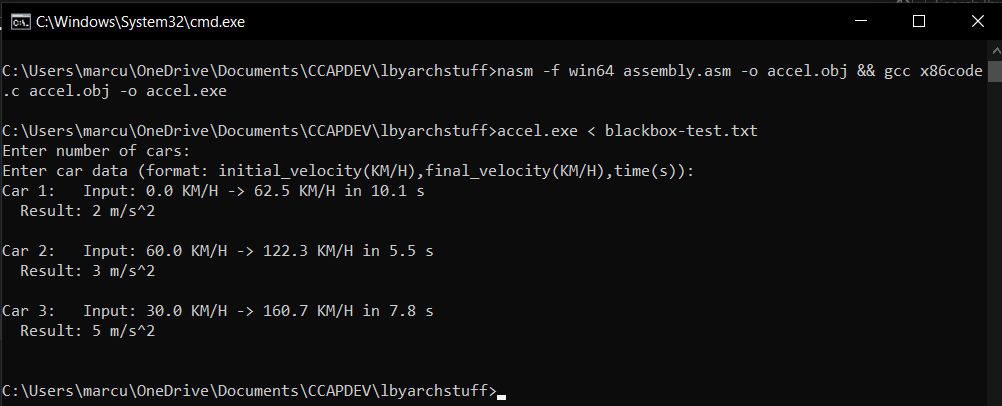 C:\Windows\System32\cmd.exe
C:\Users\marcu\OneDrive\Documents\CCAPDEV\lbyarchstuff>nasm -f win64 assembly.asm -o accel.obj && gcc x86code
.c accel.obj -o accel.exe
C:\Users\marcu\OneDrive\Documents\CCAPDEV\lbyarchstuff>accel.exe < blackbox-test.txt
Enter number of cars:
Enter car data (format: initial_velocity(KM/H),final_velocity(KM/H),time(s)):
Car 1:   Input: 0.0 KM/H -> 62.5 KM/H in 10.1 s
  Result: 2 m/s^2
Car 2:   Input: 60.0 KM/H -> 122.3 KM/H in 5.5 s
  Result: 3 m/s^2
Car 3:   Input: 30.0 KM/H -> 160.7 KM/H in 7.8 s
  Result: 5 m/s^2
C:\Users\marcu\OneDrive\Documents\CCAPDEV\lbyarchstuff>